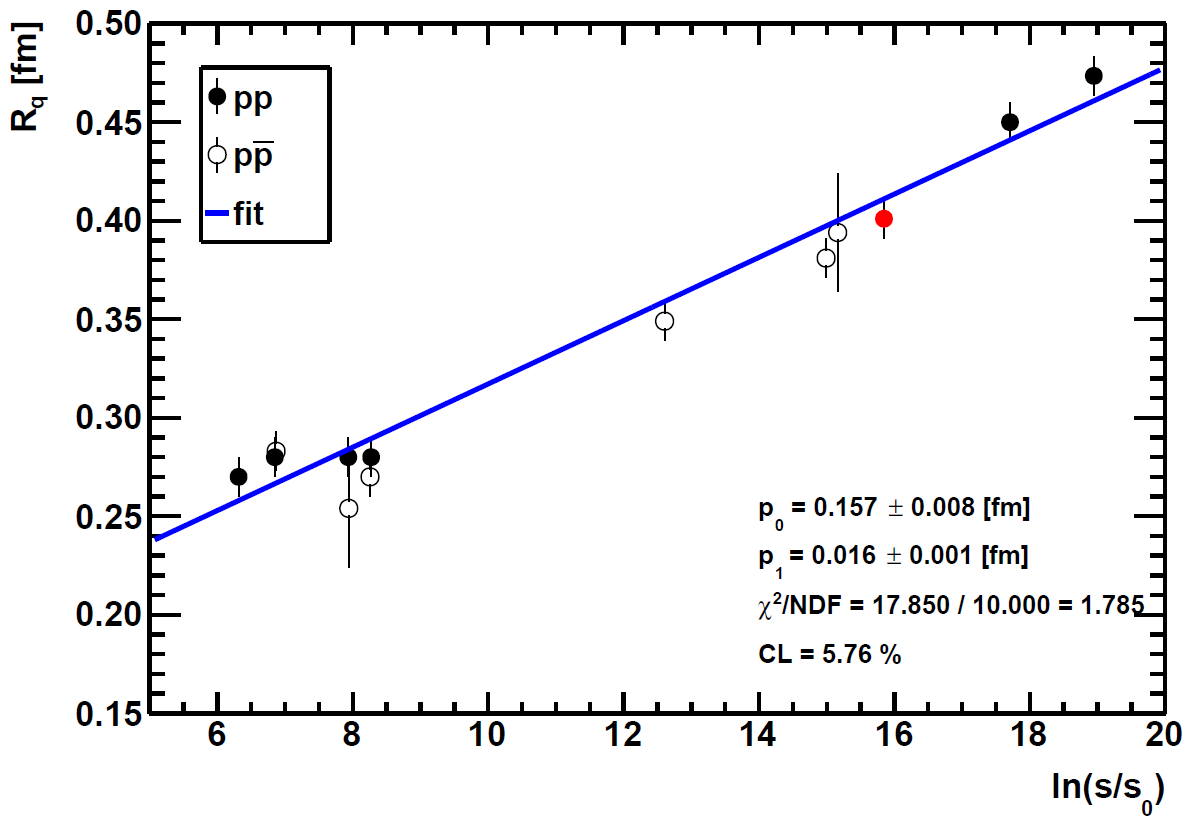 R_q [fm]
0.50
0.45
0.40
0.35
0.30
0.25
0.20
0.15
pp
pp̅
fit
p_0 = 0.157 ± 0.008 [fm]
p_1 = 0.016 ± 0.001 [fm]
χ²/NDF = 17.850 / 10.000 = 1.785
CL = 5.76 %
6 8 10 12 14 16 18 20
ln(s/s_0)